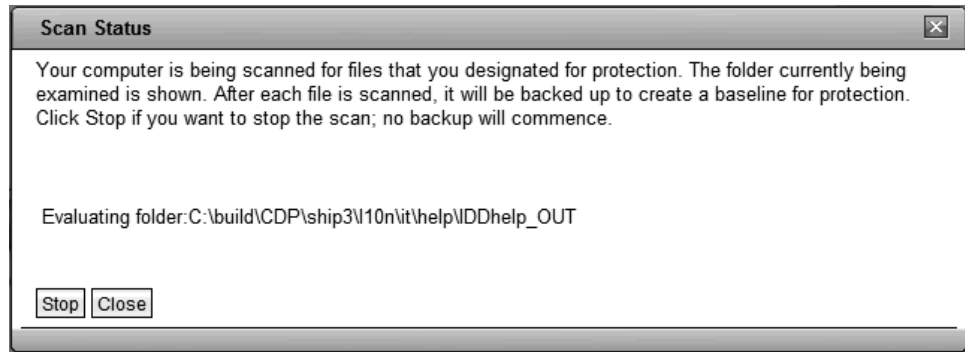 Scan Status
Your computer is being scanned for files that you designated for protection. The folder currently being
examined is shown. After each file is scanned, it will be backed up to create a baseline for protection.
Click Stop if you want to stop the scan; no backup will commence.
Evaluating folder:C:\build\CDP\ship3\l10n\it\help\IDDhelp_OUT
Stop Close